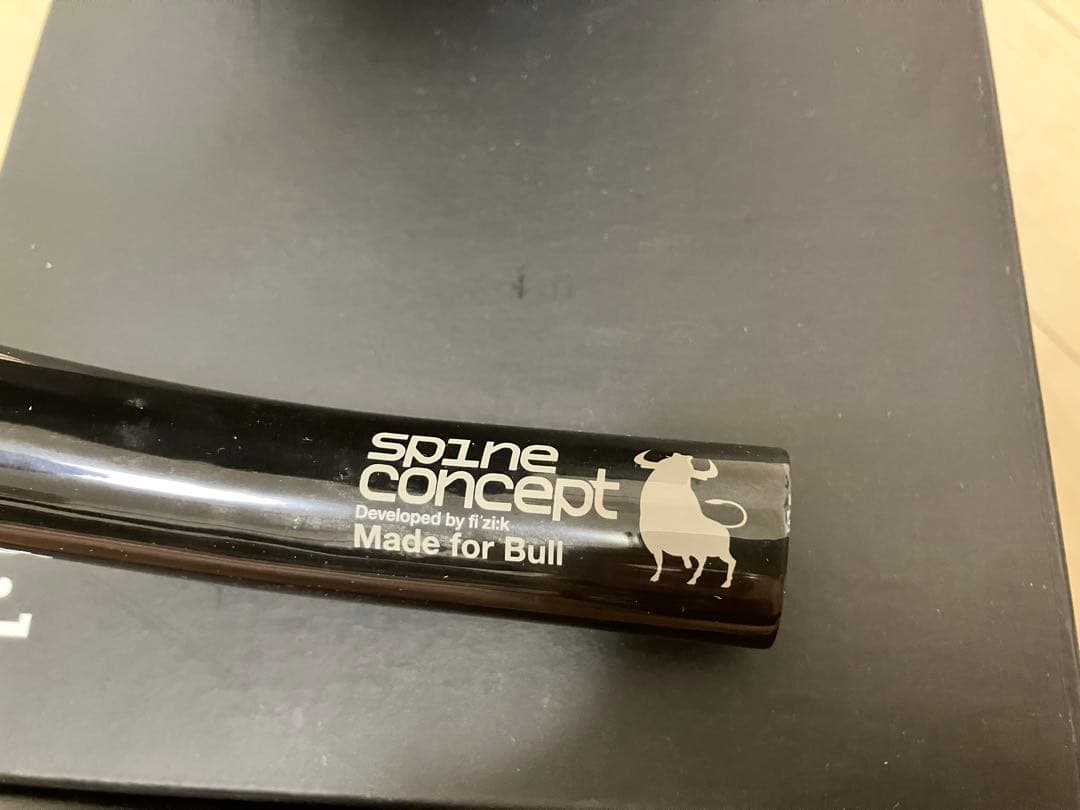 spine
concept
Developed by fi'zi:k
Made for Bull